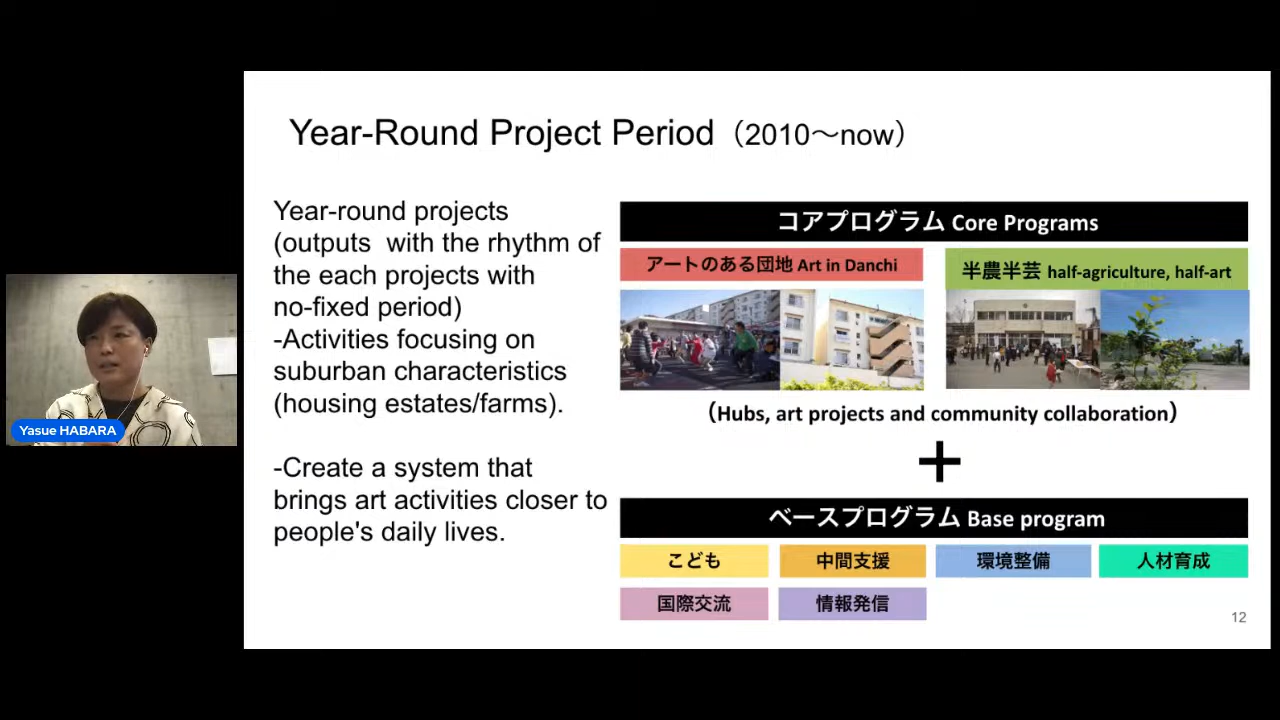 Year-Round Project Period（2010〜now）
Year-round projects
(outputs with the rhythm of
the each projects with
no-fixed period)
-Activities focusing on
suburban characteristics
(housing estates/farms).
-Create a system that
brings art activities closer to
people's daily lives.
コアプログラム Core Programs
アートのある団地 Art in Danchi
半農半芸 half-agriculture, half-art
（Hubs, art projects and community collaboration）
+
ベースプログラム Base program
こども
中間支援
環境整備
人材育成
国際交流
情報発信
12
Yasue HABARA